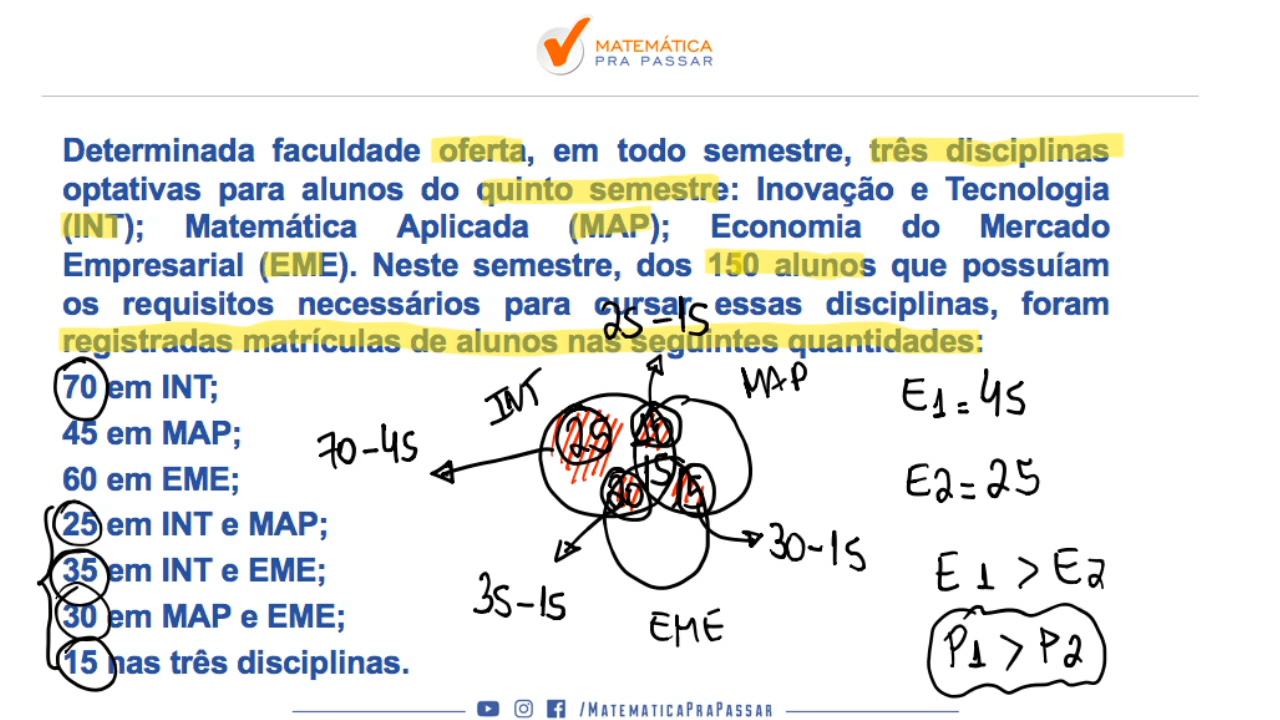 MATEMÁTICA
PRA PASSAR
Determinada faculdade oferta, em todo semestre, três disciplinas
optativas para alunos do quinto semestre: Inovação e Tecnologia
(INT); Matemática Aplicada (MAP); Economia do Mercado
Empresarial (EME). Neste semestre, dos 150 alunos que possuíam
os requisitos necessários para cursar essas disciplinas, foram
registradas matrículas de alunos nas seguintes quantidades:
70 em INT;
45 em MAP;
60 em EME;
25 em INT e MAP;
35 em INT e EME;
30 em MAP e EME;
15 nas três disciplinas.
25-15
INT
MAP
70-45
25
10
15
20
15
30-15
35-15
EME
E1=45
E2=25
E1>E2
P1>P2
/MATEMATICAPRAPASSAR